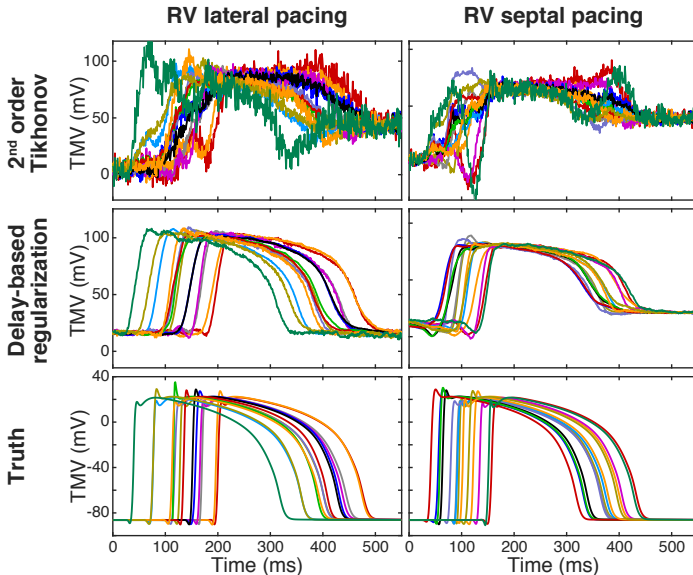 RV lateral pacing
RV septal pacing
2nd order
Tikhonov
TMV (mV)
100
50
0
Delay-based
regularization
TMV (mV)
100
50
0
Truth
TMV (mV)
40
0
-40
-80
0 100 200 300 400 500
0 100 200 300 400 500
Time (ms)
Time (ms)